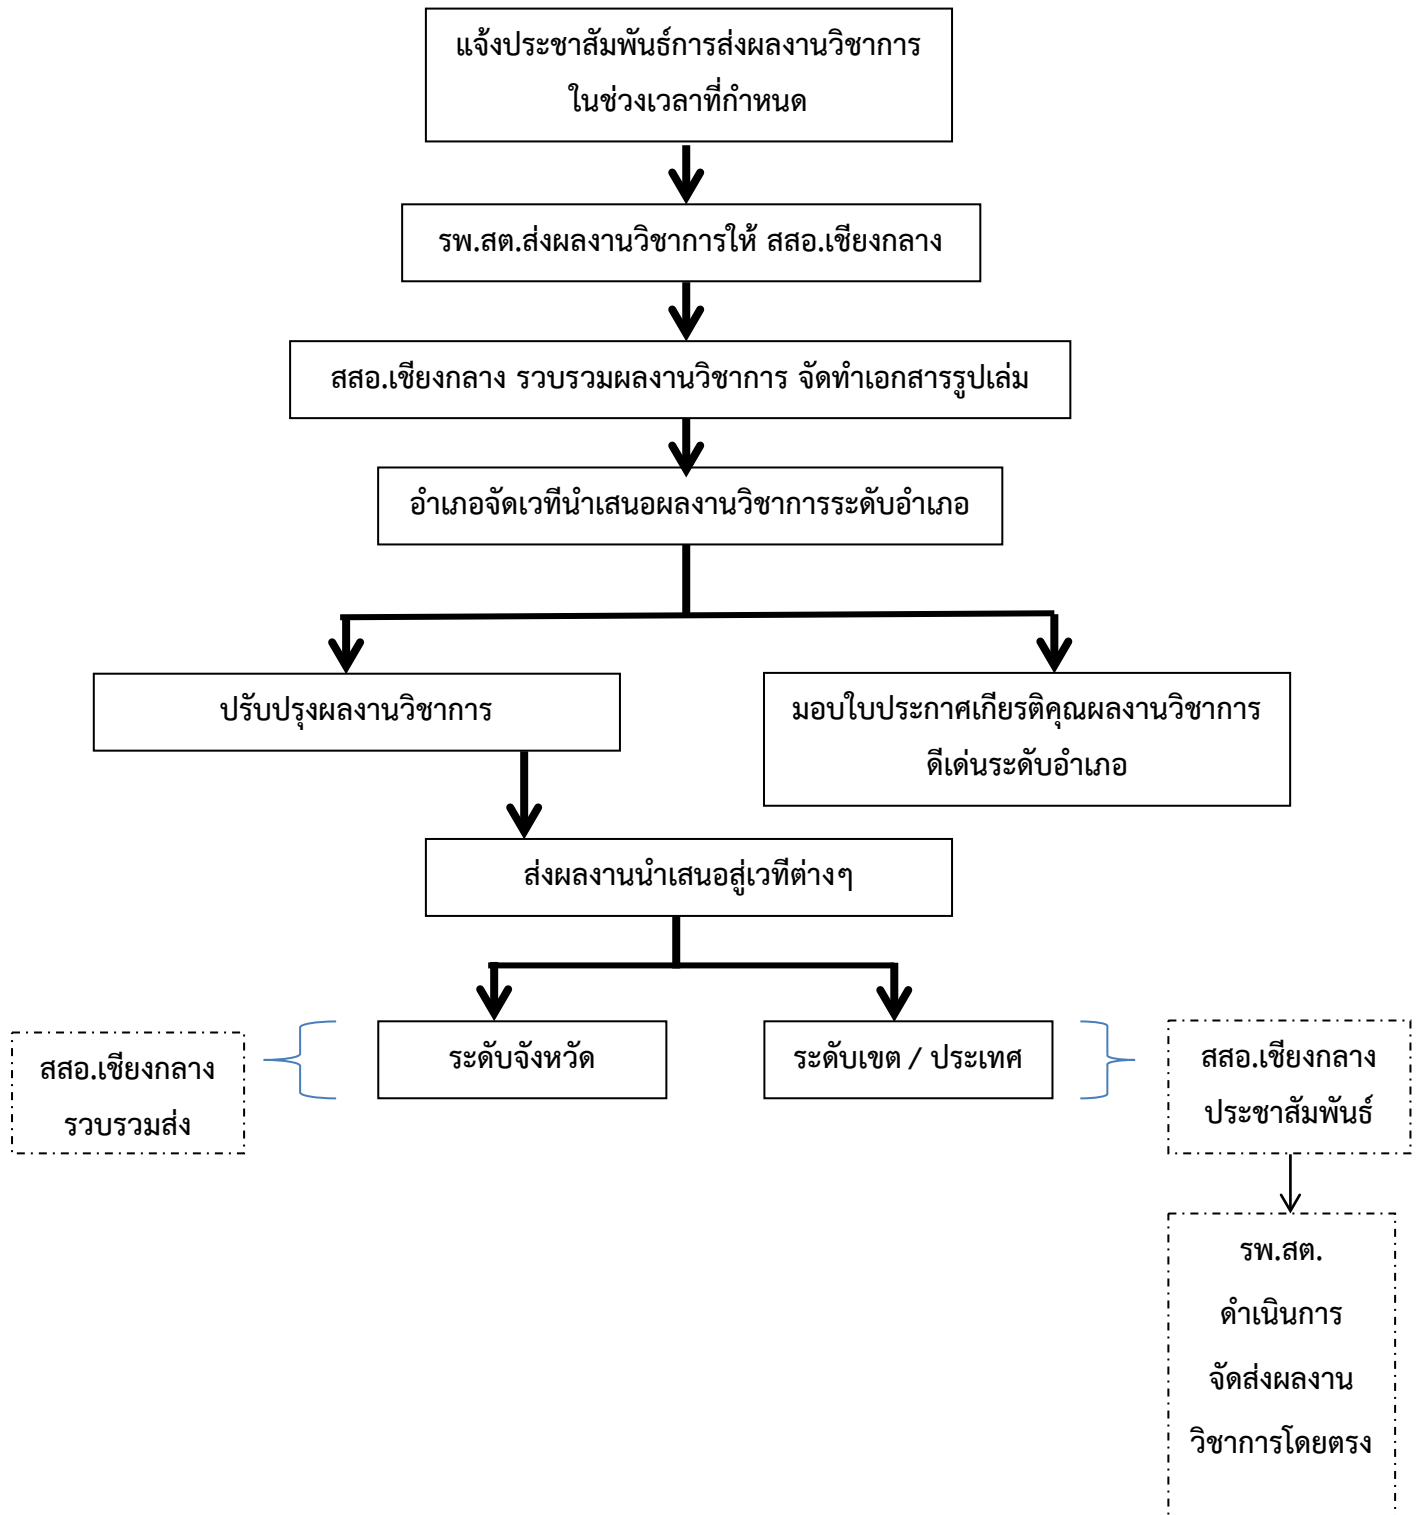 แจ้งประชาสัมพันธ์การส่งผลงานวิชาการ
ในช่วงเวลาที่กำหนด
รพ.สต.ส่งผลงานวิชาการให้ สสอ.เชียงกลาง
สสอ.เชียงกลาง รวบรวมผลงานวิชาการ จัดทำเอกสารรูปเล่ม
อำเภอจัดเวทีนำเสนอผลงานวิชาการระดับอำเภอ
ปรับปรุงผลงานวิชาการ
มอบใบประกาศเกียรติคุณผลงานวิชาการ
ดีเด่นระดับอำเภอ
ส่งผลงานนำเสนอสู่เวทีต่างๆ
สสอ.เชียงกลาง
รวบรวมส่ง
ระดับจังหวัด
ระดับเขต / ประเทศ
สสอ.เชียงกลาง
ประชาสัมพันธ์
รพ.สต.
ดำเนินการ
จัดส่งผลงาน
วิชาการโดยตรง